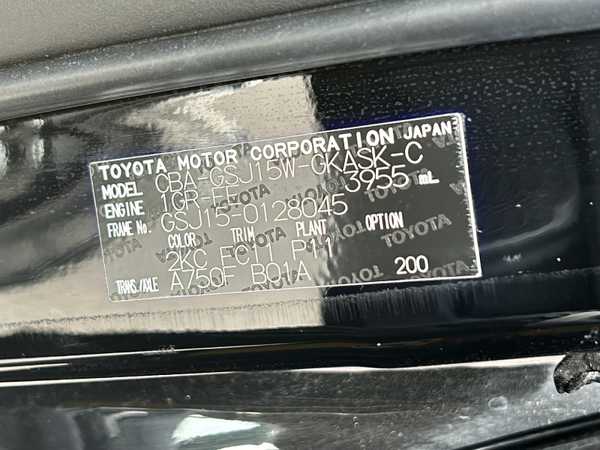 TOYOTA MOTOR CORPORATION JAPAN
MODEL CBA-GSJ15W-GKASK-C
ENGINE 1GR-FE 3955 mL
FRAME No. GSJ15-0128045
COLOR TRIM PLANT OPTION
2KC FC11 P11
TRANS./AXLE A750F B01A 200